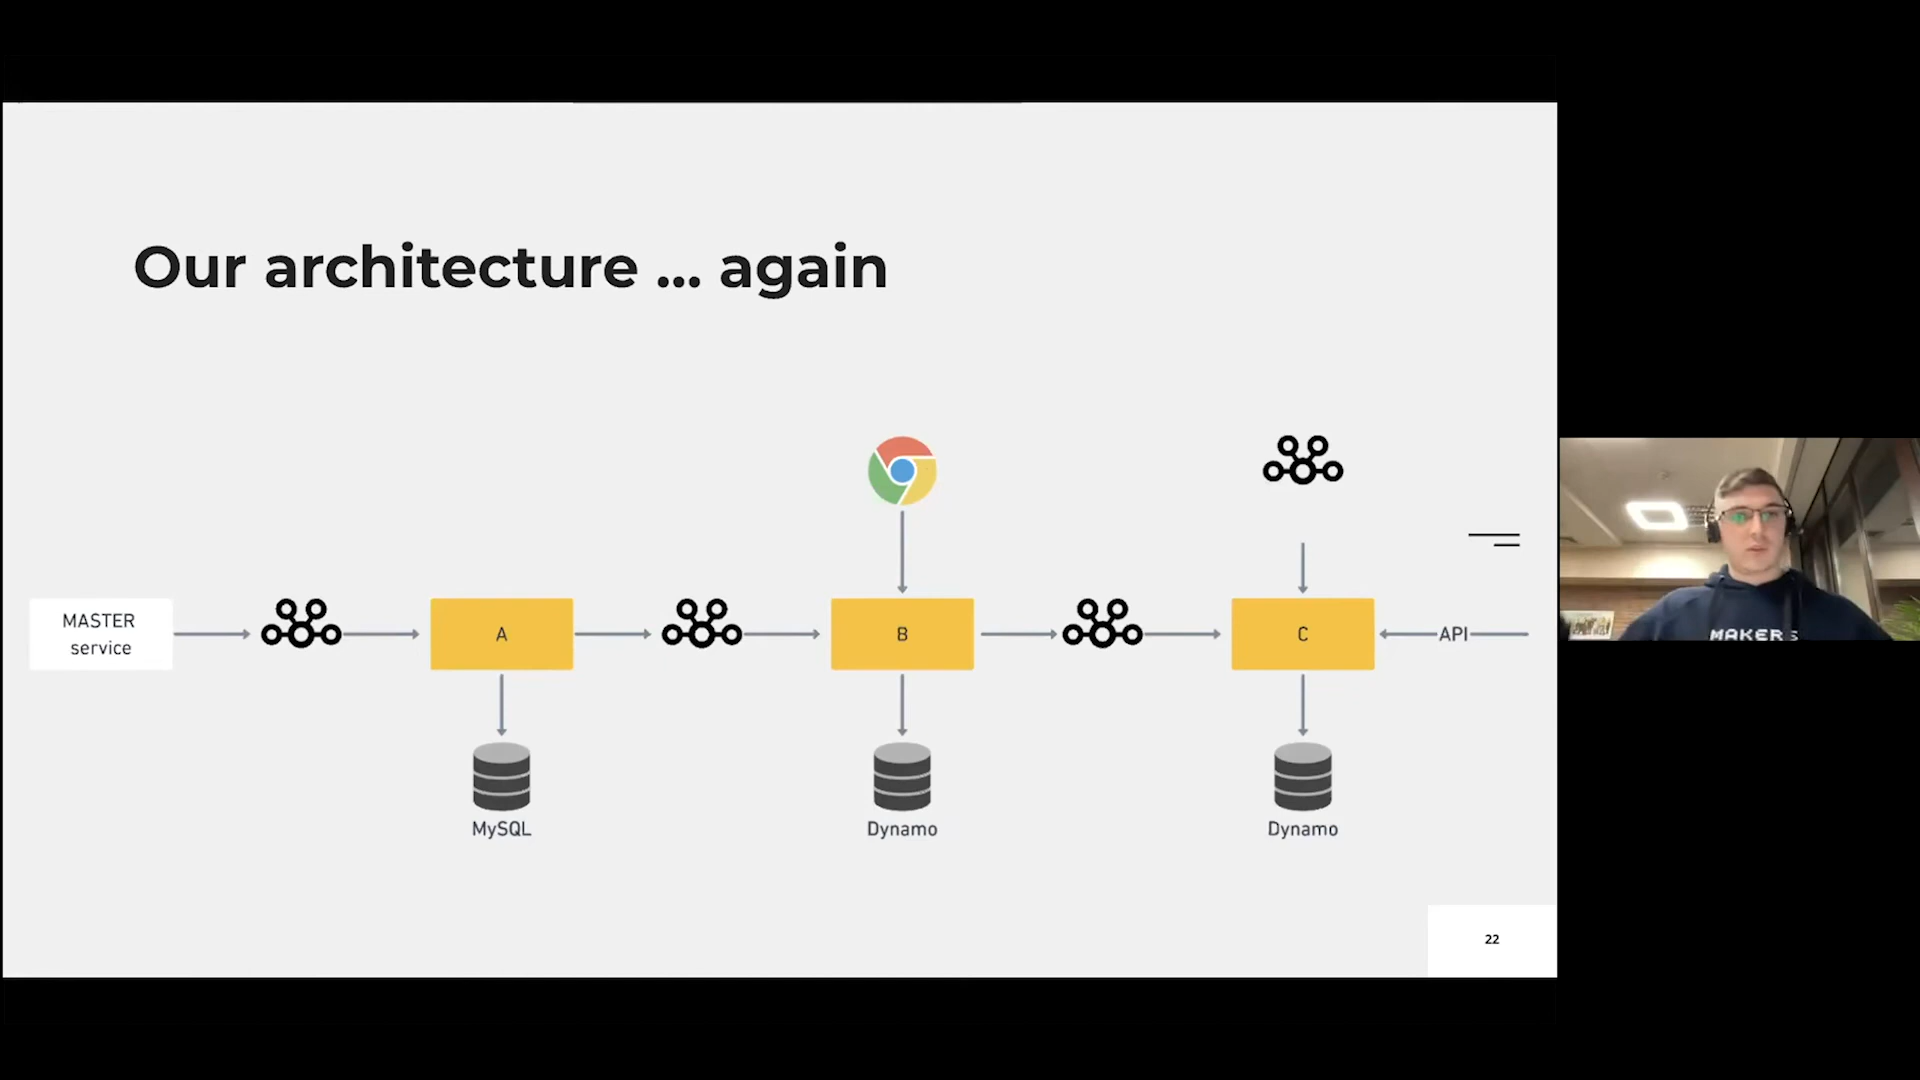 Our architecture ... again
MASTER
service
A
B
C
API
MySQL
Dynamo
Dynamo
22
MAKERS